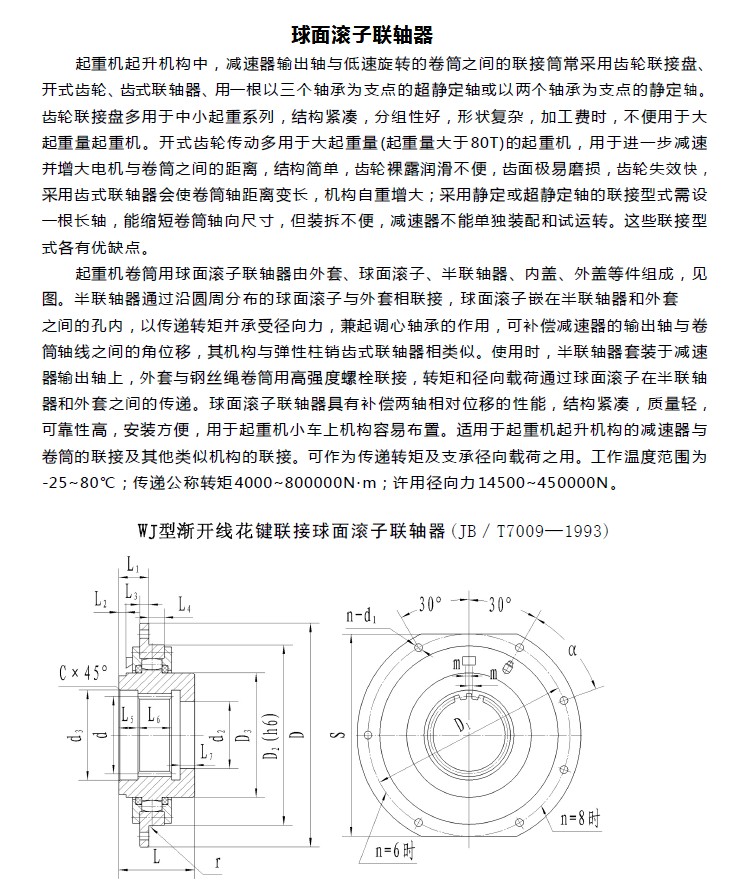 球面滚子联轴器
起重机起升机构中，减速器输出轴与低速旋转的卷筒之间的联接筒常采用齿轮联接盘、
开式齿轮、齿式联轴器、用一根以三个轴承为支点的超静定轴或以两个轴承为支点的静定轴。
齿轮联接盘多用于中小起重系列，结构紧凑，分组性好，形状复杂，加工费时，不便用于大
起重量起重机。开式齿轮传动多用于大起重量(起重量大于80T)的起重机，用于进一步减速
并增大电机与卷筒之间的距离，结构简单，齿轮裸露润滑不便，齿面极易磨损，齿轮失效快，
采用齿式联轴器会使卷筒轴距离变长，机构自重增大；采用静定或超静定轴的联接型式需设
一根长轴，能缩短卷筒轴向尺寸，但装拆不便，减速器不能单独装配和试运转。这些联接型
式各有优缺点。
起重机卷筒用球面滚子联轴器由外套、球面滚子、半联轴器、内盖、外盖等件组成，见
图。半联轴器通过沿圆周分布的球面滚子与外套相联接，球面滚子嵌在半联轴器和外套
之间的孔内，以传递转矩并承受径向力，兼起调心轴承的作用，可补偿减速器的输出轴与卷
筒轴线之间的角位移，其机构与弹性柱销齿式联轴器相类似。使用时，半联轴器套装于减速
器输出轴上，外套与钢丝绳卷筒用高强度螺栓联接，转矩和径向载荷通过球面滚子在半联轴
器和外套之间的传递。球面滚子联轴器具有补偿两轴相对位移的性能，结构紧凑，质量轻，
可靠性高，安装方便，用于起重机小车上机构容易布置。适用于起重机起升机构的减速器与
卷筒的联接及其他类似机构的联接。可作为传递转矩及支承径向载荷之用。工作温度范围为
-25~80℃；传递公称转矩4000~800000N·m；许用径向力14500~450000N。
WJ型渐开线花键联接球面滚子联轴器(JB／T7009—1993)
L₁
L₂
L₃
L₄
C×45°
d₃
d
L₅
L₆
d₂
L₇
D₃
D₂(h6)
D
L
r
30°
30°
n-d₁
α
m
m
S
D₁
n=6时
n=8时